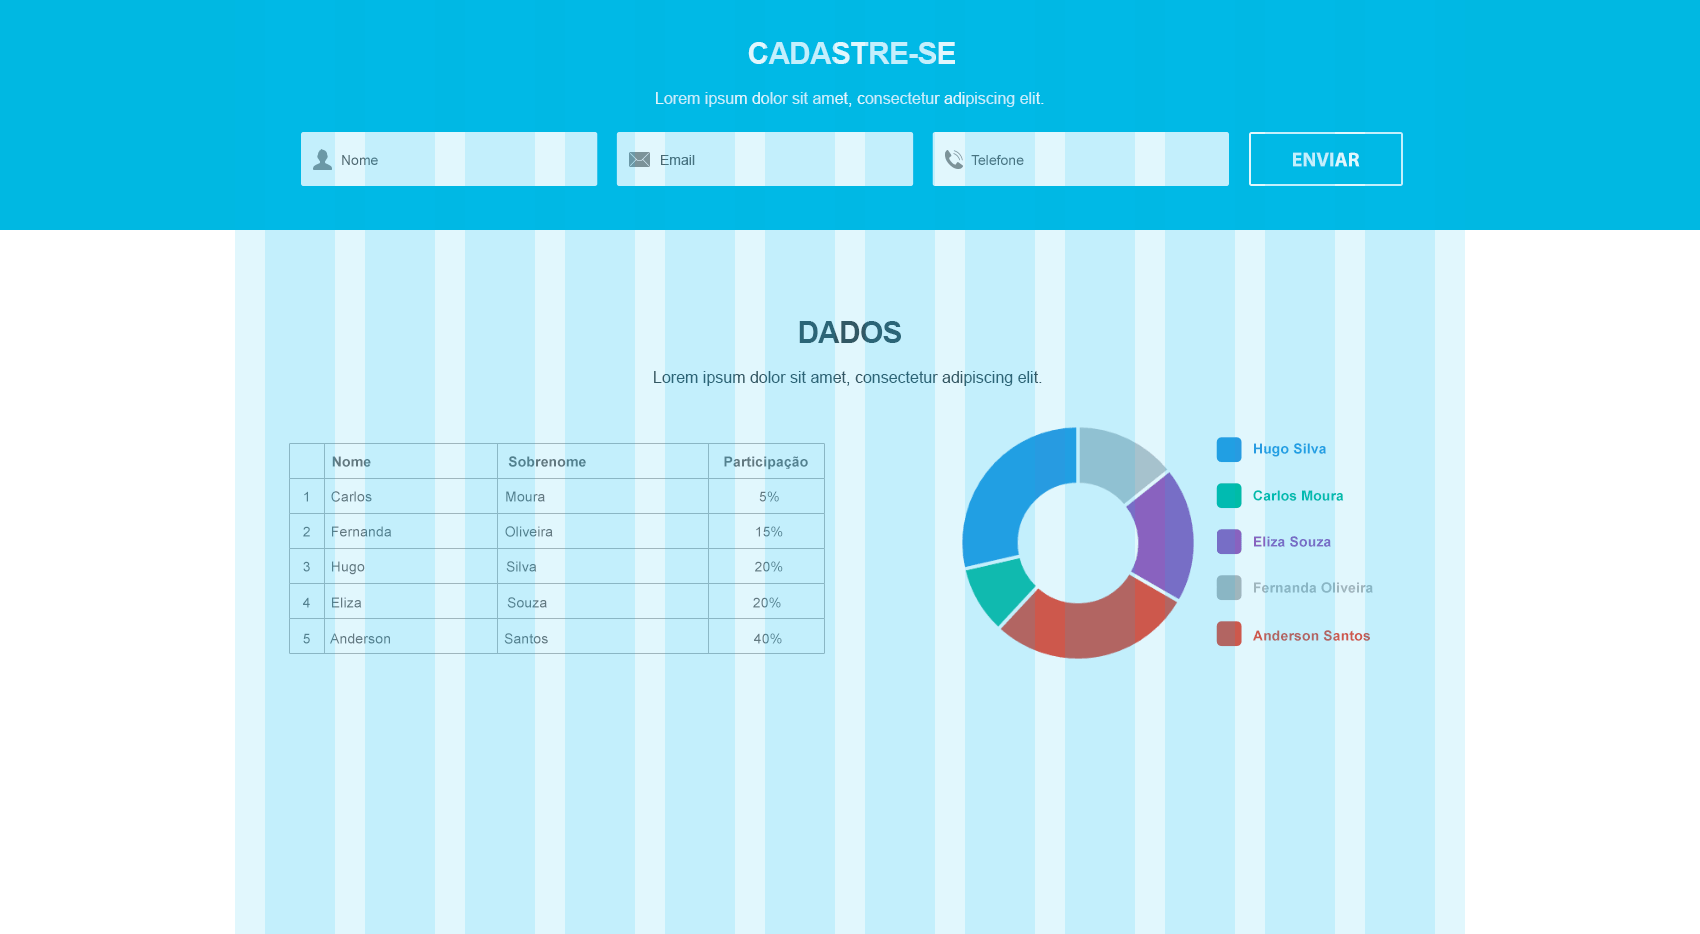 CADASTRE-SE
Lorem ipsum dolor sit amet, consectetur adipiscing elit.
Nome
Email
Telefone
ENVIAR
DADOS
Lorem ipsum dolor sit amet, consectetur adipiscing elit.
Nome Sobrenome Participação
1 Carlos Moura 5%
2 Fernanda Oliveira 15%
3 Hugo Silva 20%
4 Eliza Souza 20%
5 Anderson Santos 40%
Hugo Silva
Carlos Moura
Eliza Souza
Fernanda Oliveira
Anderson Santos